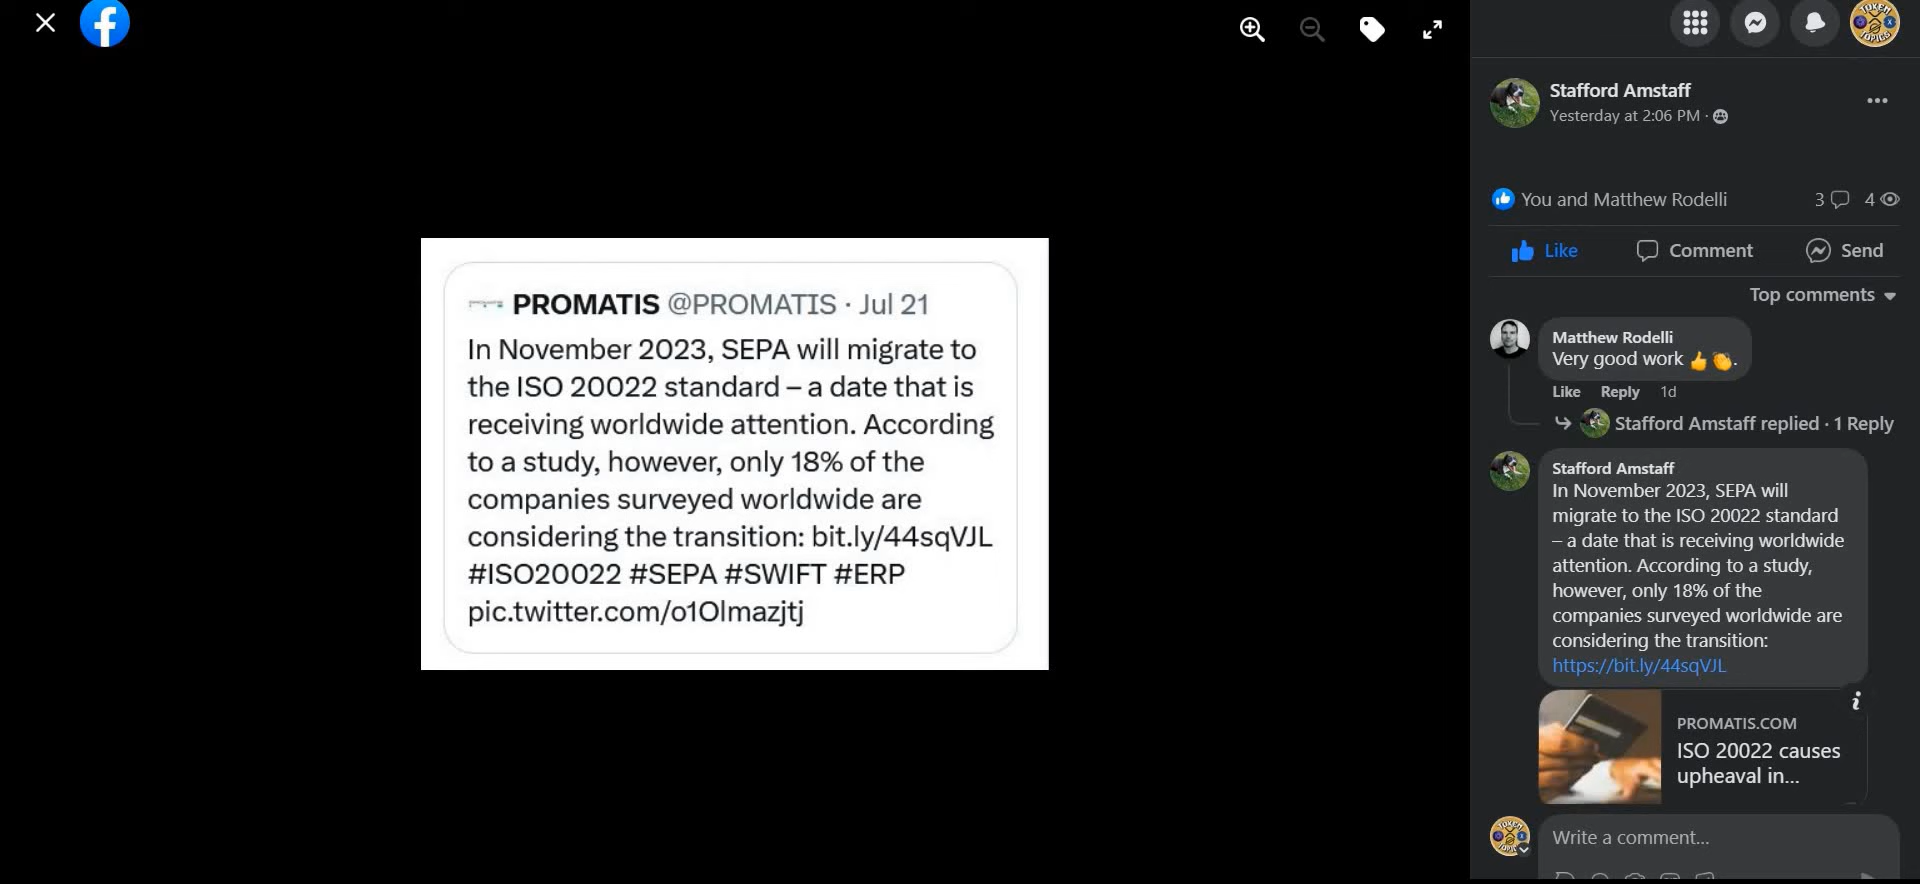 PROMATIS @PROMATIS · Jul 21
In November 2023, SEPA will migrate to
the ISO 20022 standard – a date that is
receiving worldwide attention. According
to a study, however, only 18% of the
companies surveyed worldwide are
considering the transition: bit.ly/44sqVJL
#ISO20022 #SEPA #SWIFT #ERP
pic.twitter.com/o1Olmazjtj
TOKEN
TOPICS
Stafford Amstaff
Yesterday at 2:06 PM ·
You and Matthew Rodelli 3 4
Like Comment Send
Top comments
Matthew Rodelli
Very good work 👍👏.
Like Reply 1d
Stafford Amstaff replied · 1 Reply
Stafford Amstaff
In November 2023, SEPA will
migrate to the ISO 20022 standard
– a date that is receiving worldwide
attention. According to a study,
however, only 18% of the
companies surveyed worldwide are
considering the transition:
https://bit.ly/44sqVJL
PROMATIS.COM
ISO 20022 causes
upheaval in...
Write a comment...